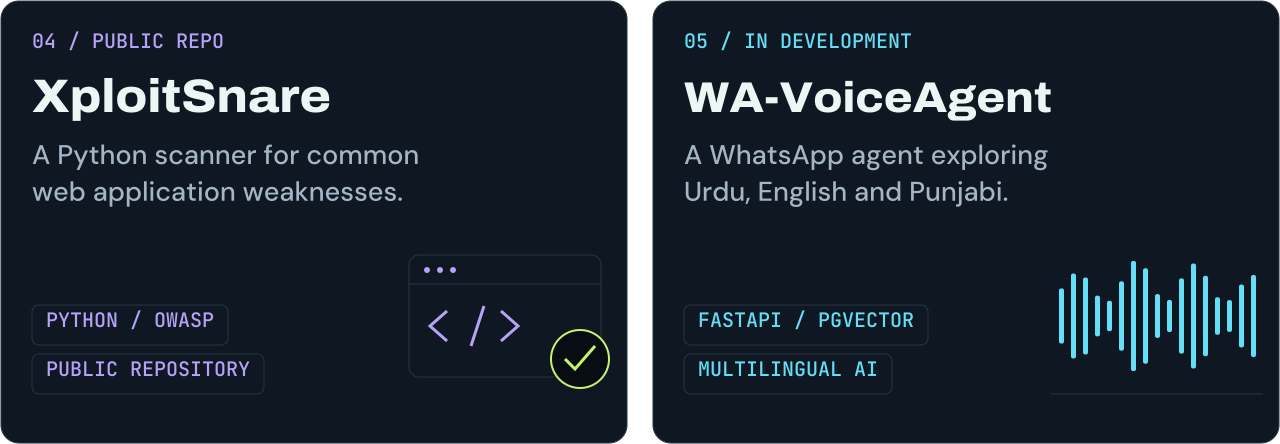 04 / PUBLIC REPO
XploitSnare
A Python scanner for common
web application weaknesses.
</>
PYTHON / OWASP
PUBLIC REPOSITORY
05 / IN DEVELOPMENT
WA-VoiceAgent
A WhatsApp agent exploring
Urdu, English and Punjabi.
FASTAPI / PGVECTOR
MULTILINGUAL AI